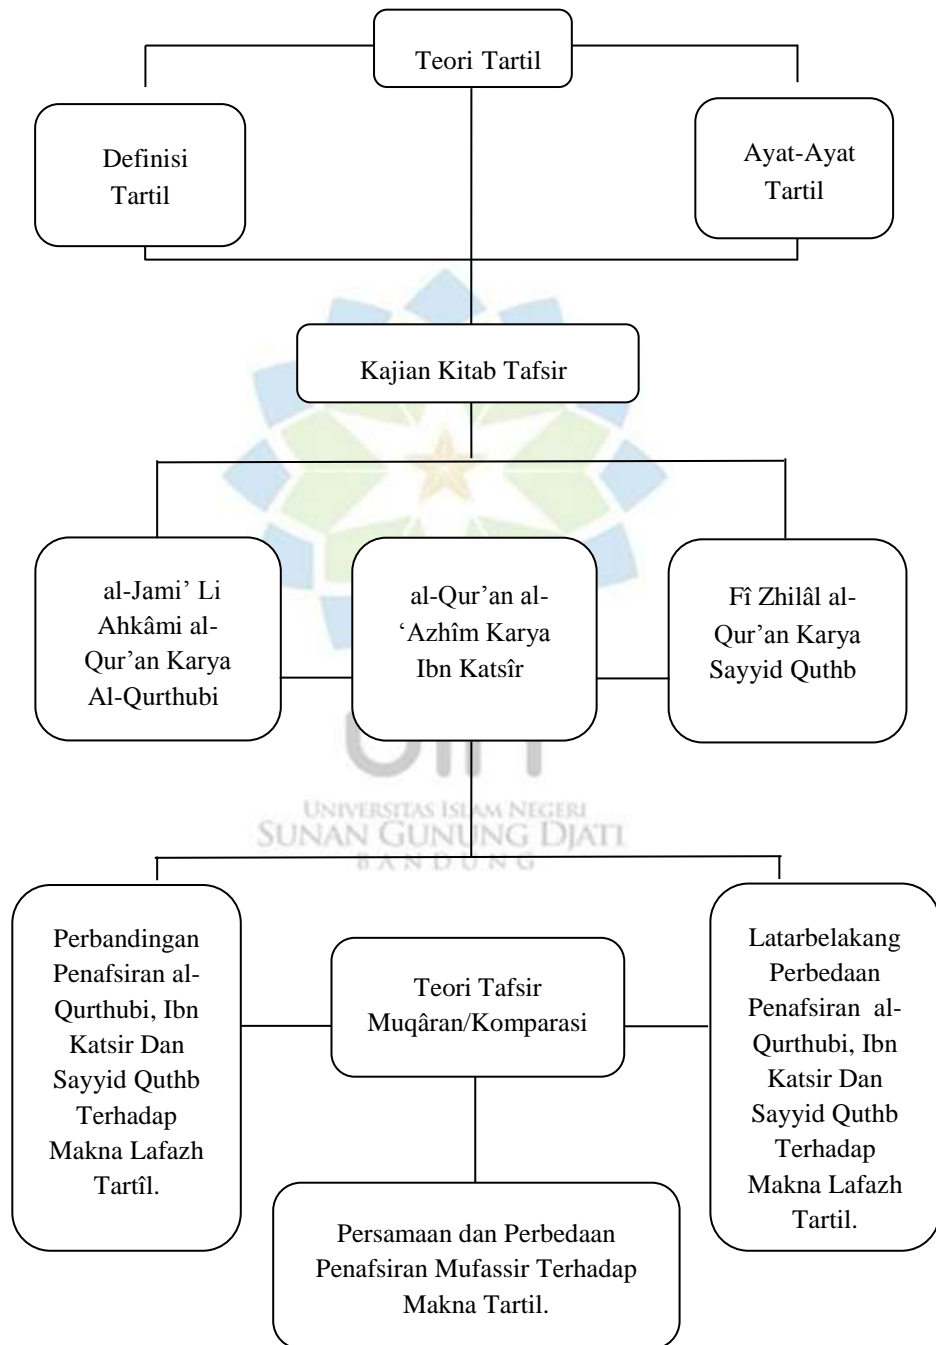 Teori Tartil
Definisi
Tartil
Ayat-Ayat
Tartil
Kajian Kitab Tafsir
al-Jami’ Li
Ahkâmi al-
Qur’an Karya
Al-Qurthubi
al-Qur’an al-
‘Azhîm Karya
Ibn Katsîr
Fî Zhilâl al-
Qur’an Karya
Sayyid Quthb
uin
UNIVERSITAS ISLAM NEGERI
SUNAN GUNUNG DJATI
BANDUNG
Perbandingan
Penafsiran al-
Qurthubi, Ibn
Katsir Dan
Sayyid Quthb
Terhadap
Makna Lafazh
Tartîl.
Teori Tafsir
Muqâran/Komparasi
Latarbelakang
Perbedaan
Penafsiran al-
Qurthubi, Ibn
Katsir Dan
Sayyid Quthb
Terhadap
Makna Lafazh
Tartil.
Persamaan dan Perbedaan
Penafsiran Mufassir Terhadap
Makna Tartil.